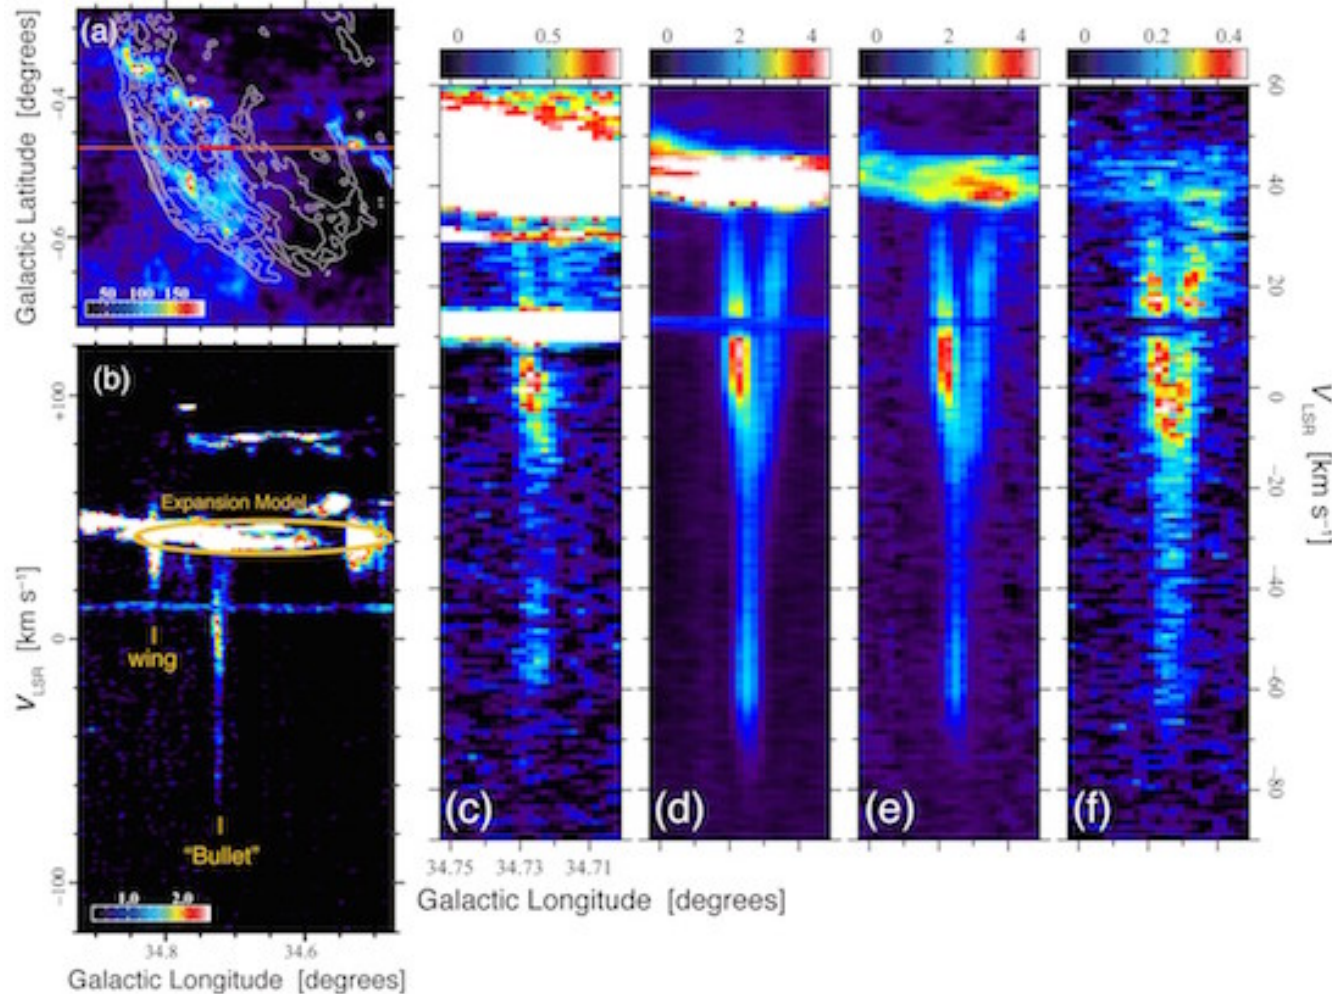 (a)
Galactic Latitude [degrees]
−0.4
−0.6
50 100 150
(b)
+100
Expansion Model
0
wing
"Bullet"
−100
1.0 2.0
V_LSR [km s⁻¹]
34.8 34.6
Galactic Longitude [degrees]
0 0.5
2 4
0 2 4
0 0.2 0.4
(c) (d) (e) (f)
34.75 34.73 34.71
Galactic Longitude [degrees]
60
40
20
0
−20
−40
−60
−80
V_LSR [km s⁻¹]